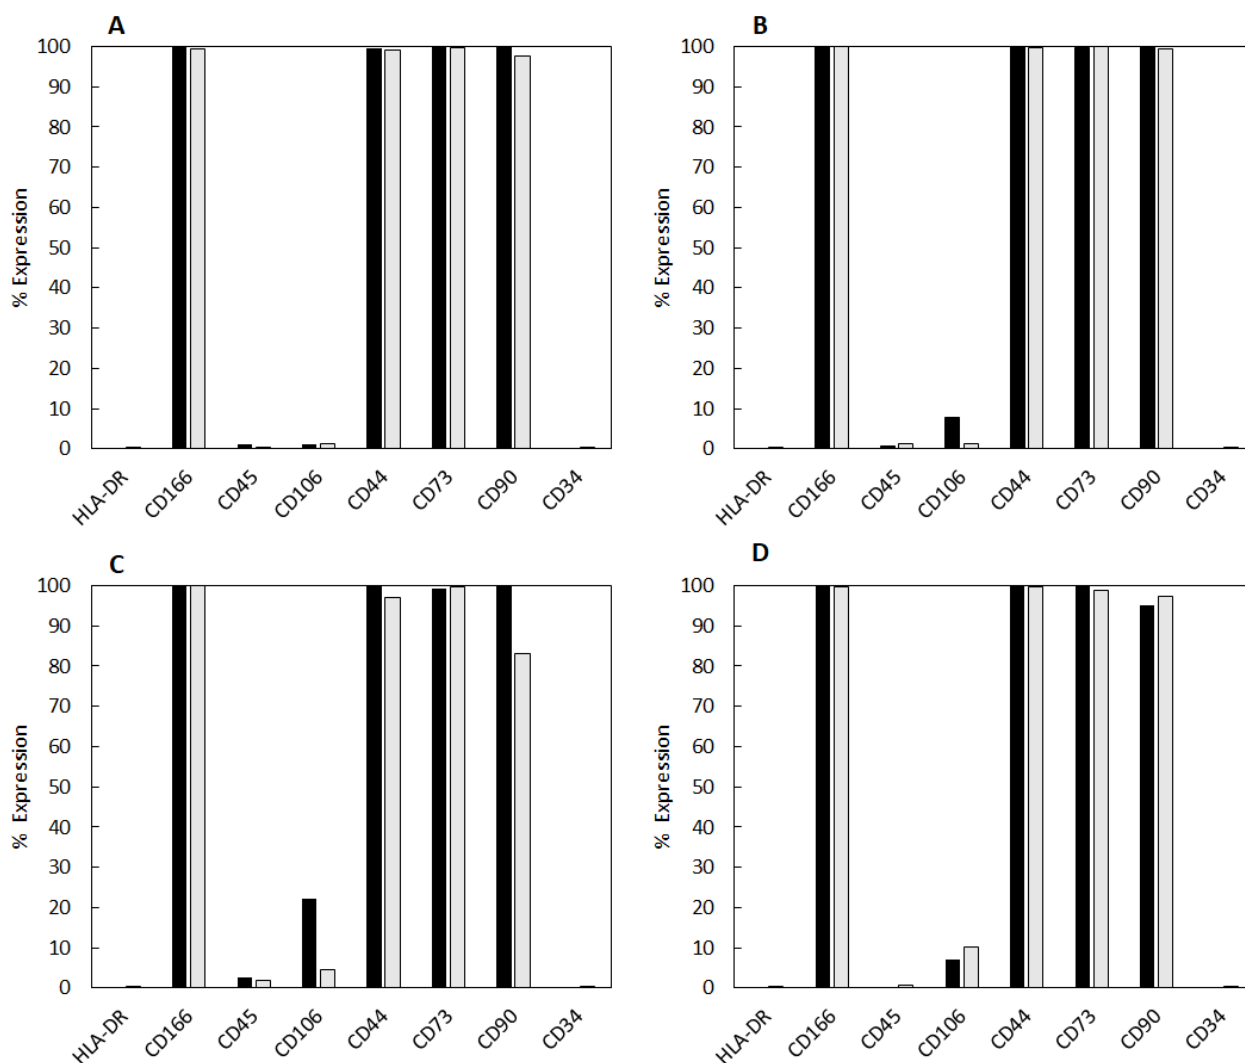 A
100
90
80
70
60
50
40
30
20
10
0
% Expression
HLA-DR
CD166
CD45
CD106
CD44
CD73
CD90
CD34
B
100
90
80
70
60
50
40
30
20
10
0
% Expression
HLA-DR
CD166
CD45
CD106
CD44
CD73
CD90
CD34
C
100
90
80
70
60
50
40
30
20
10
0
% Expression
HLA-DR
CD166
CD45
CD106
CD44
CD73
CD90
CD34
D
100
90
80
70
60
50
40
30
20
10
0
% Expression
HLA-DR
CD166
CD45
CD106
CD44
CD73
CD90
CD34